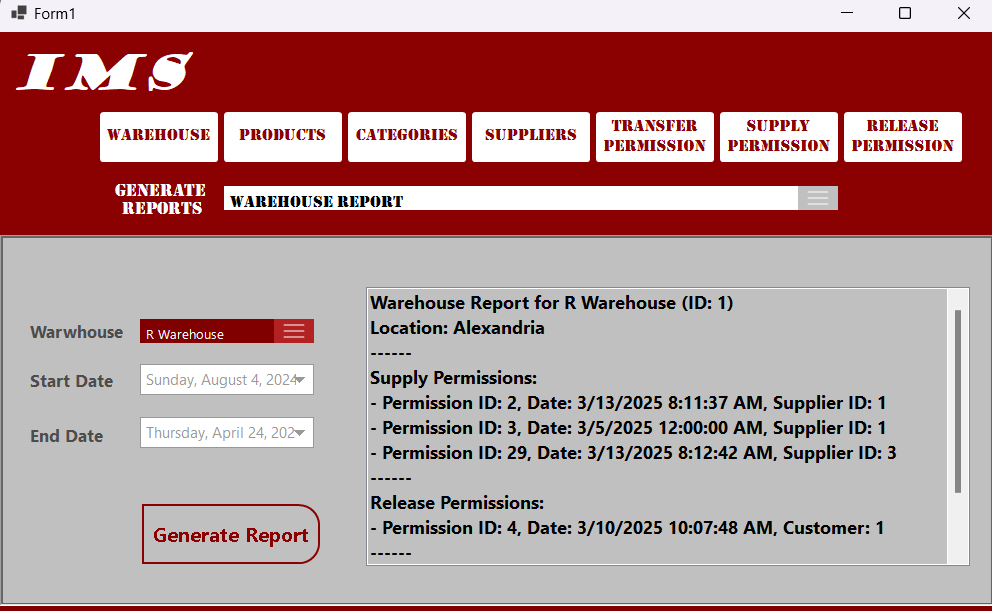 Form1
IMS
WAREHOUSE
PRODUCTS
CATEGORIES
SUPPLIERS
TRANSFER
PERMISSION
SUPPLY
PERMISSION
RELEASE
PERMISSION
GENERATE
REPORTS
WAREHOUSE REPORT
Warwhouse
R Warehouse
Start Date
Sunday, August 4, 2024
End Date
Thursday, April 24, 202
Generate Report
Warehouse Report for R Warehouse (ID: 1)
Location: Alexandria
------
Supply Permissions:
- Permission ID: 2, Date: 3/13/2025 8:11:37 AM, Supplier ID: 1
- Permission ID: 3, Date: 3/5/2025 12:00:00 AM, Supplier ID: 1
- Permission ID: 29, Date: 3/13/2025 8:12:42 AM, Supplier ID: 3
------
Release Permissions:
- Permission ID: 4, Date: 3/10/2025 10:07:48 AM, Customer: 1
------